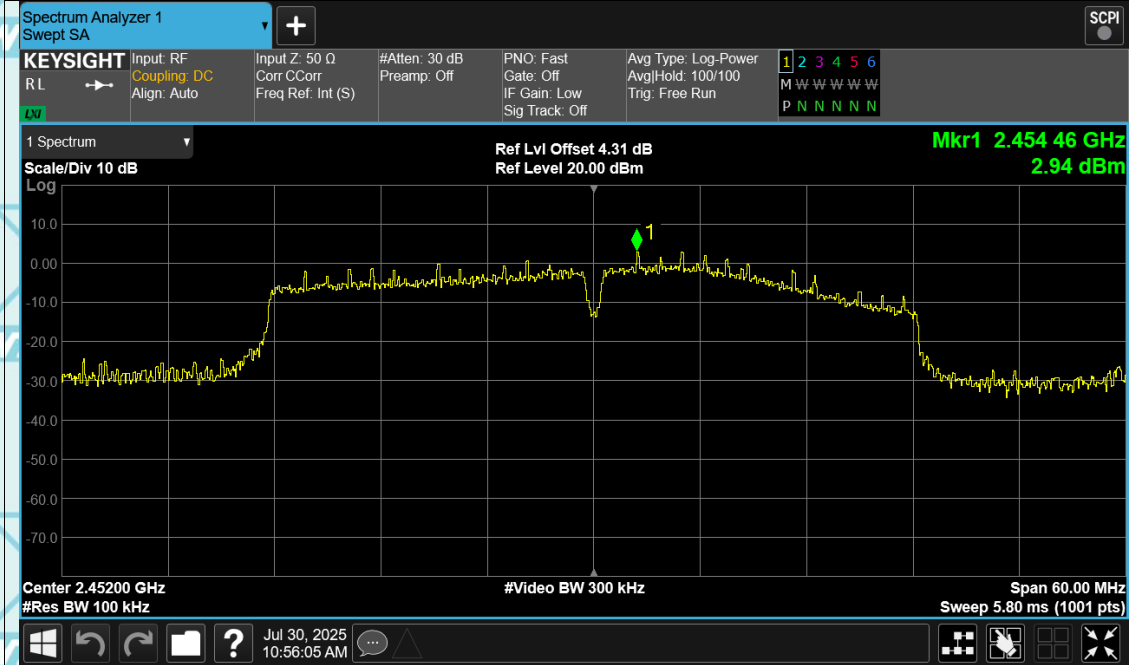 Spectrum Analyzer 1
Swept SA
+
SCPI
KEYSIGHT
R L
LXI
Input: RF
Coupling: DC
Align: Auto
Input Z: 50 Ω
Corr CCorr
Freq Ref: Int (S)
#Atten: 30 dB
Preamp: Off
PNO: Fast
Gate: Off
IF Gain: Low
Sig Track: Off
Avg Type: Log-Power
Avg|Hold: 100/100
Trig: Free Run
1 2 3 4 5 6
M W W W W W
P N N N N N
1 Spectrum
Scale/Div 10 dB
Log
Ref Lvl Offset 4.31 dB
Ref Level 20.00 dBm
Mkr1 2.454 46 GHz
2.94 dBm
1
10.0
0.00
-10.0
-20.0
-30.0
-40.0
-50.0
-60.0
-70.0
Center 2.45200 GHz
#Res BW 100 kHz
#Video BW 300 kHz
Span 60.00 MHz
Sweep 5.80 ms (1001 pts)
?
Jul 30, 2025
10:56:05 AM